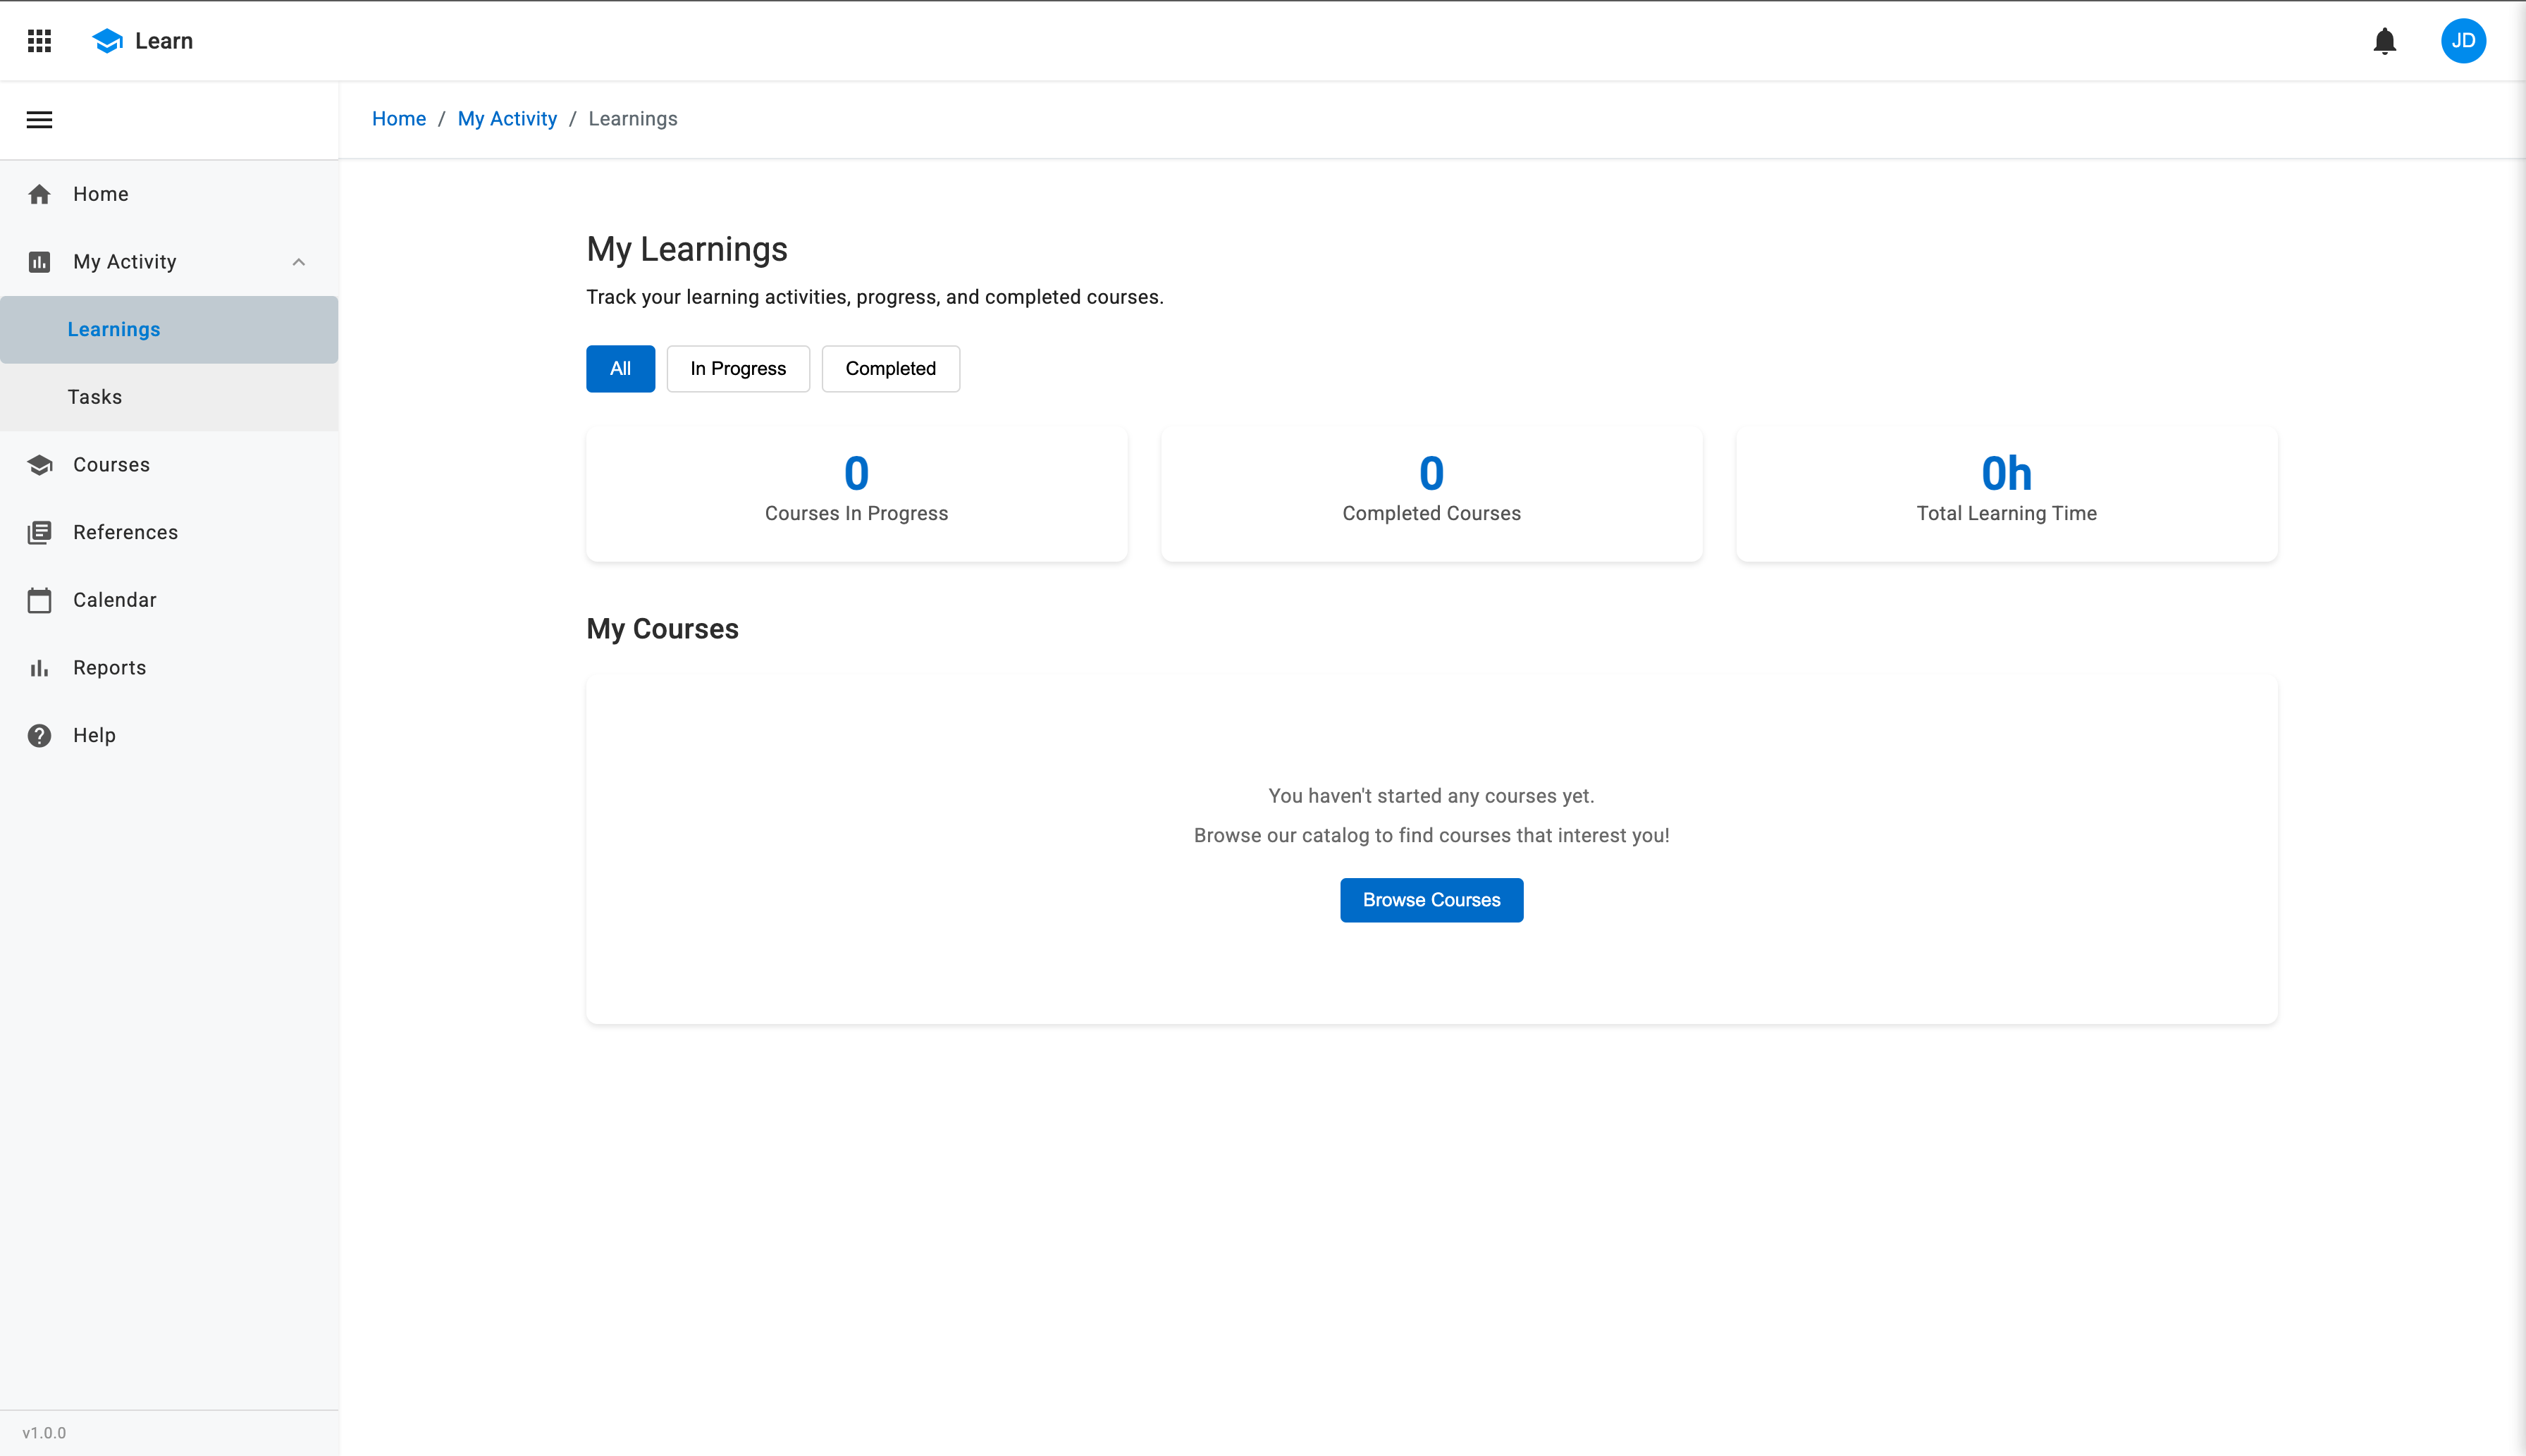 Learn
JD
Home / My Activity / Learnings
Home
My Activity
Learnings
Tasks
Courses
References
Calendar
Reports
Help
v1.0.0
My Learnings
Track your learning activities, progress, and completed courses.
All
In Progress
Completed
0
Courses In Progress
0
Completed Courses
0h
Total Learning Time
My Courses
You haven't started any courses yet.
Browse our catalog to find courses that interest you!
Browse Courses